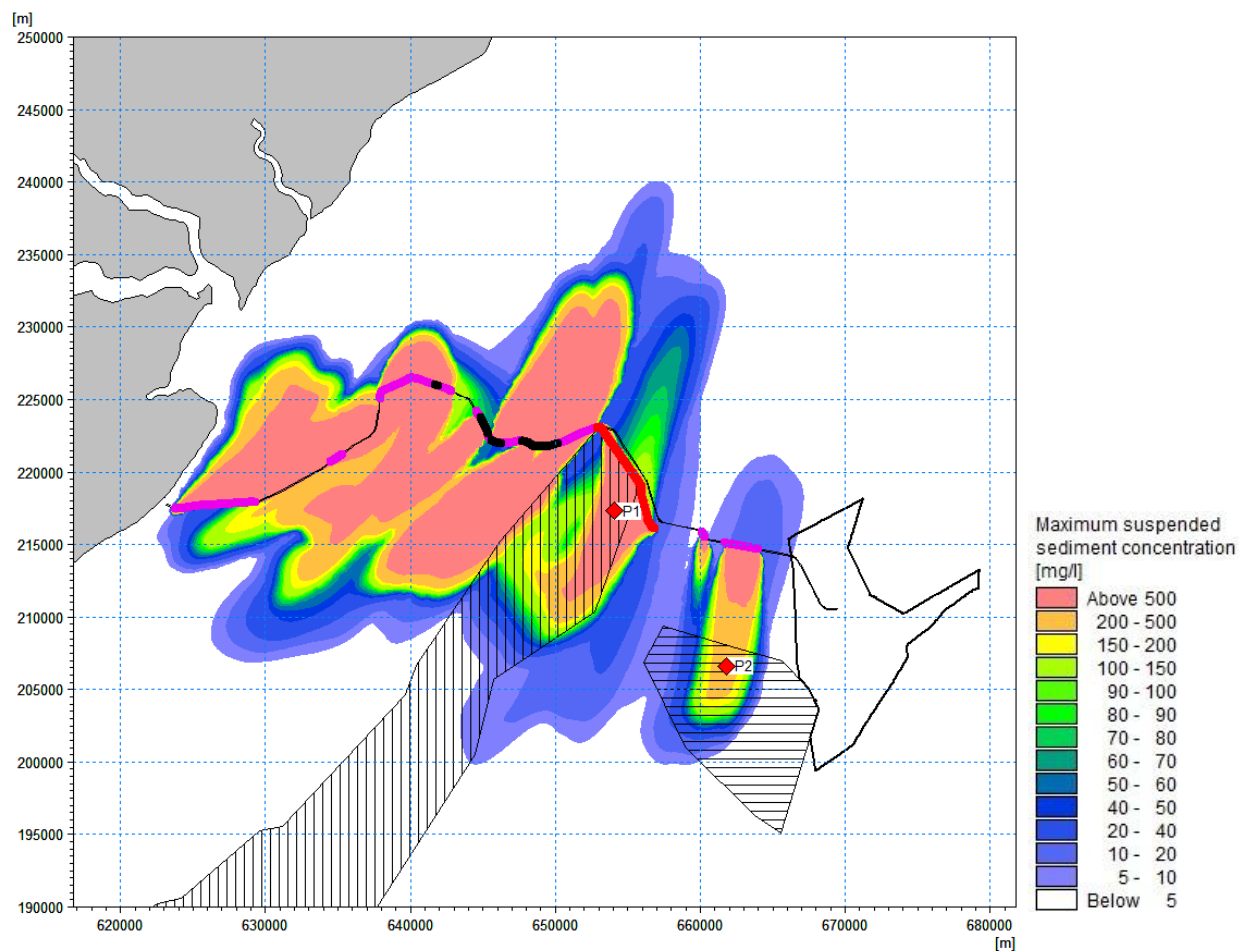 [m]
250000
245000
240000
235000
230000
225000
220000
215000
210000
205000
200000
195000
190000
620000 630000 640000 650000 660000 670000 680000
[m]
P1
P2
Maximum suspended
sediment concentration
[mg/l]
Above 500
200 - 500
150 - 200
100 - 150
90 - 100
80 - 90
70 - 80
60 - 70
50 - 60
40 - 50
20 - 40
10 - 20
5 - 10
Below 5